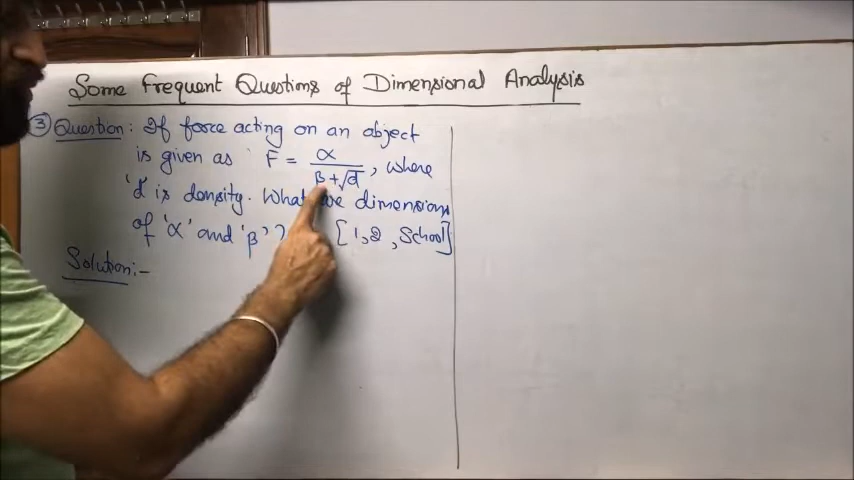 Some Frequent Questions of Dimensional Analysis
③ Question: If force acting on an object
is given as F = α / (β + √d), where
'd' is density. What are dimensions
of 'α' and 'β' ? [1,2, School]
Solution:-